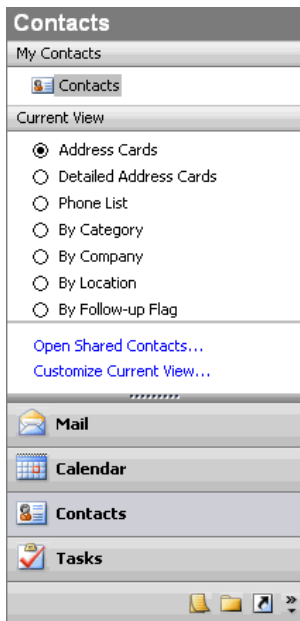 Contacts
My Contacts
Contacts
Current View
Address Cards
Detailed Address Cards
Phone List
By Category
By Company
By Location
By Follow-up Flag
Open Shared Contacts...
Customize Current View...
Mail
Calendar
Contacts
Tasks